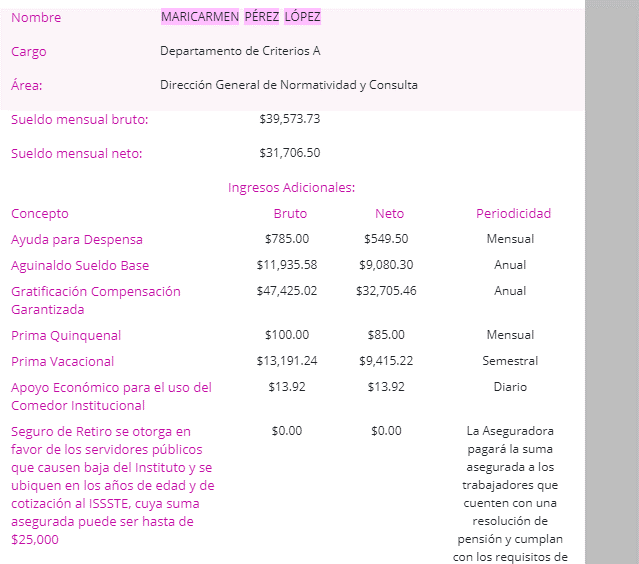 Nombre MARICARMEN PÉREZ LÓPEZ
Cargo Departamento de Criterios A
Área: Dirección General de Normatividad y Consulta
Sueldo mensual bruto: $39,573.73
Sueldo mensual neto: $31,706.50
Ingresos Adicionales:
Concepto Bruto Neto Periodicidad
Ayuda para Despensa $785.00 $549.50 Mensual
Aguinaldo Sueldo Base $11,935.58 $9,080.30 Anual
Gratificación Compensación $47,425.02 $32,705.46 Anual
Garantizada
Prima Quinquenal $100.00 $85.00 Mensual
Prima Vacacional $13,191.24 $9,415.22 Semestral
Apoyo Económico para el uso del $13.92 $13.92 Diario
Comedor Institucional
Seguro de Retiro se otorga en $0.00 $0.00 La Aseguradora
favor de los servidores públicos pagará la suma
que causen baja del Instituto y se asegurada a los
ubiquen en los años de edad y de trabajadores que
cotización al ISSSTE, cuya suma cuenten con una
asegurada puede ser hasta de resolución de
$25,000 pensión y cumplan
con los requisitos de